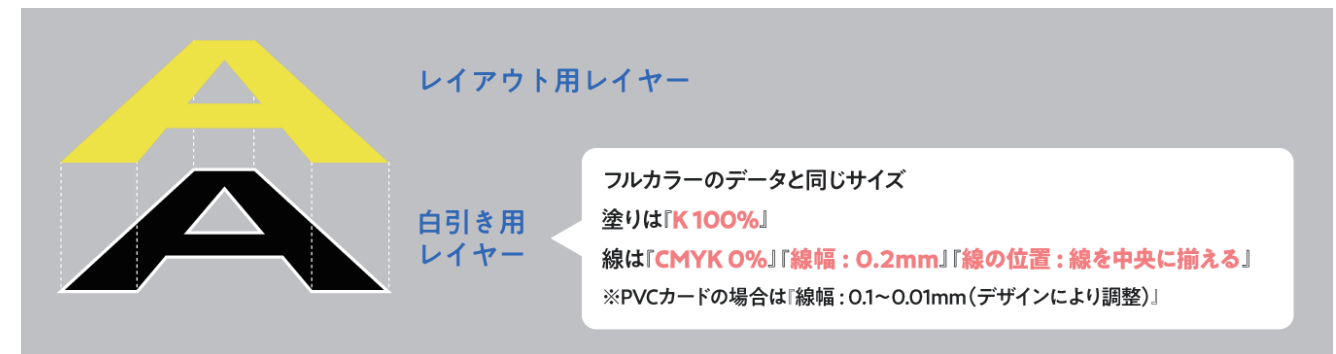 A
レイアウト用レイヤー
A
白引き用
レイヤー
フルカラーのデータと同じサイズ
塗りは『K 100%』
線は『CMYK 0%』『線幅：0.2mm』『線の位置：線を中央に揃える』
※PVCカードの場合は『線幅：0.1~0.01mm（デザインにより調整）』